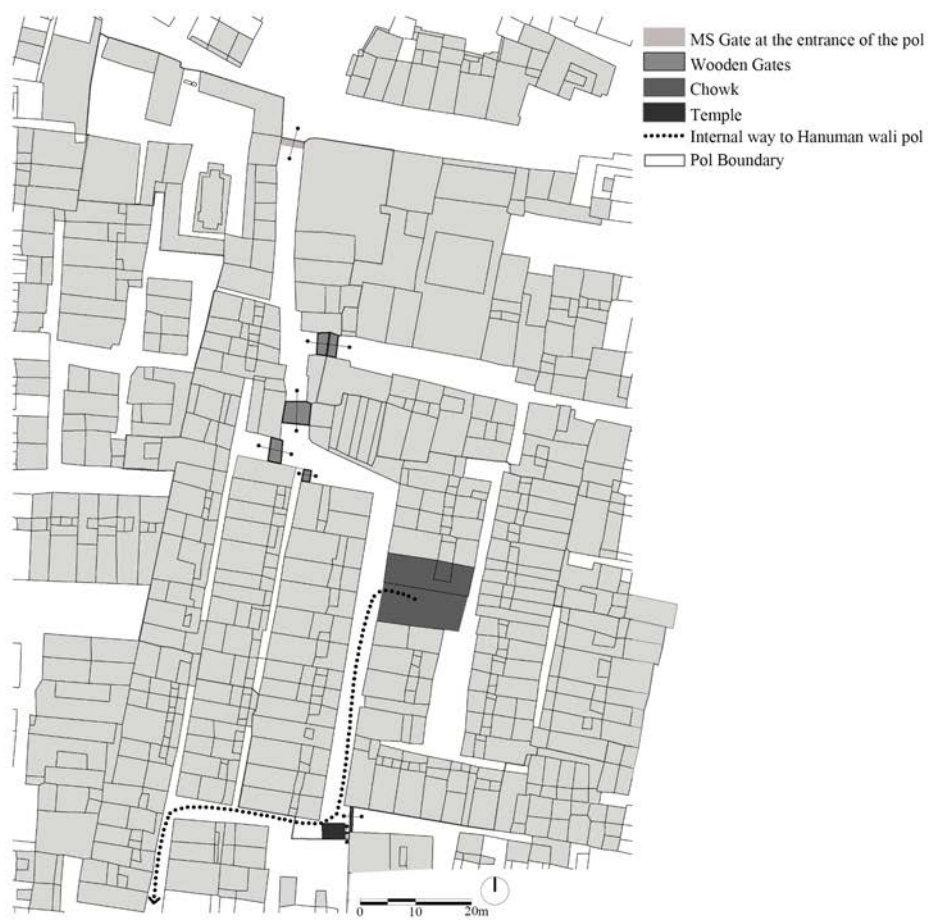 MS Gate at the entrance of the pol
Wooden Gates
Chowk
Temple
Internal way to Hanuman wali pol
Pol Boundary
0 10 20m